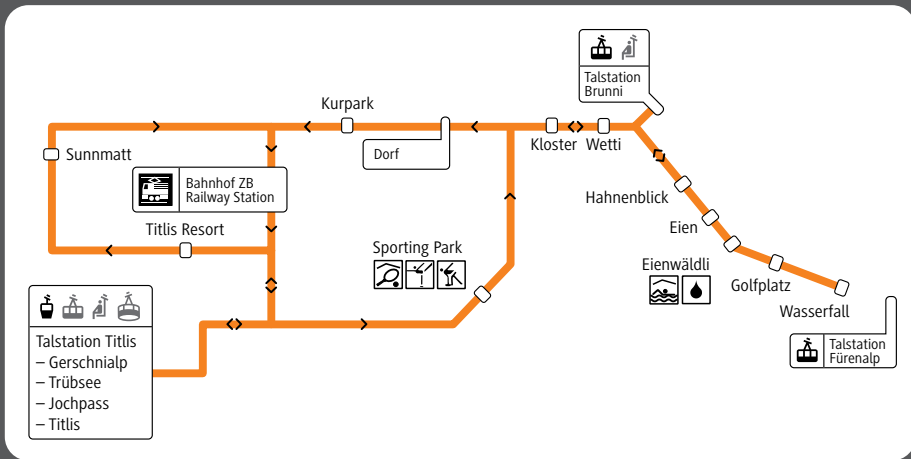 Talstation
Brunni
Kurpark
Dorf
Kloster
Wetti
Sunnmatt
Bahnhof ZB
Railway Station
Hahnenblick
Eien
Titlis Resort
Sporting Park
Eienwäldli
Golfplatz
Wasserfall
Talstation
Fürenalp
Talstation Titlis
– Gerschnialp
– Trübsee
– Jochpass
– Titlis